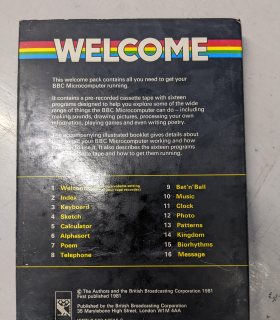 WELCOME
This welcome pack contains all you need to get your
BBC Microcomputer running.
It contains a pre-recorded cassette tape with sixteen
programs designed to help you explore some of the wide
range of things the BBC Microcomputer can do – including
making sounds, drawing pictures, processing your own
information, playing games and even writing poetry.
accompanying illustrated booklet gives details about
to get your BBC Microcomputer working and how
to use it. It also describes the sixteen programs
tape and how to get them running.
1 Welcome
2 Index
3 Keyboard
4 Sketch
5 Calculator
6 Alphasort
7 Poem
8 Telephone
9 Bat'n'Ball
10 Music
11 Clock
12 Photo
13 Patterns
14 Kingdom
15 Biorhythms
16 Message
© The Authors and the British Broadcasting Corporation 1981
First published 1981
Published by the British Broadcasting Corporation
35 Marylebone High Street, London W1M 4AA